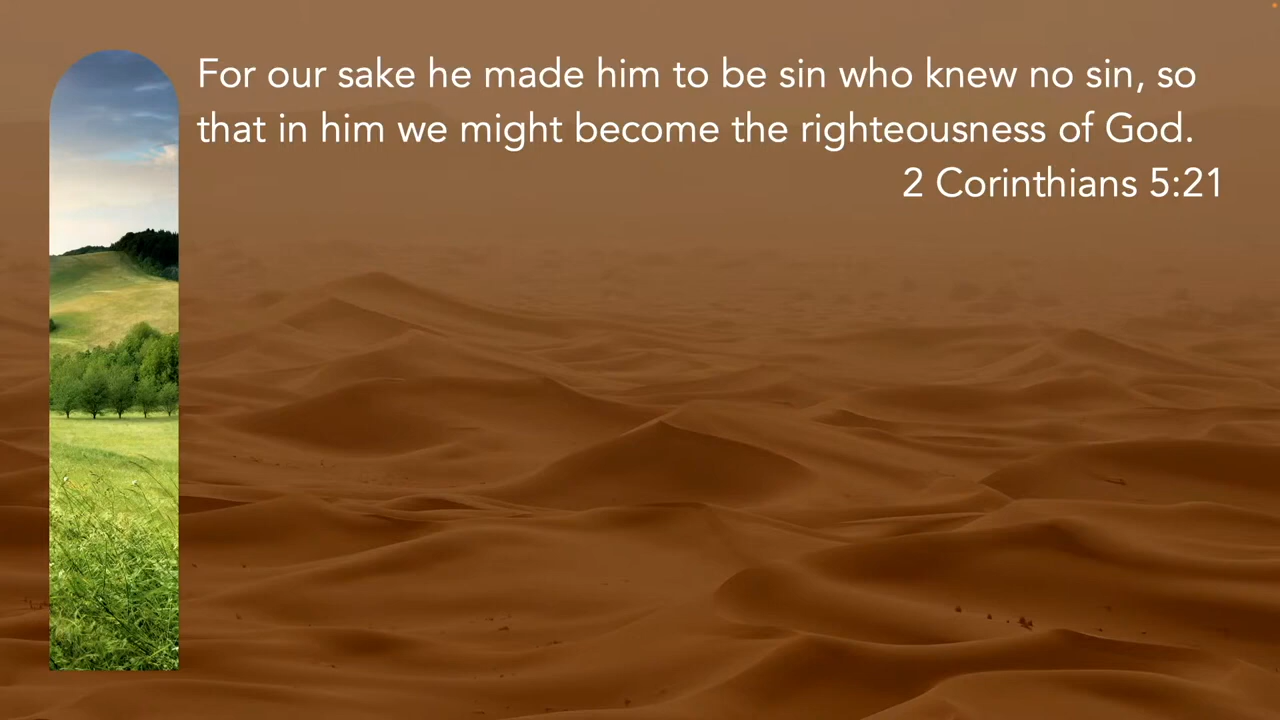 For our sake he made him to be sin who knew no sin, so
that in him we might become the righteousness of God.
2 Corinthians 5:21